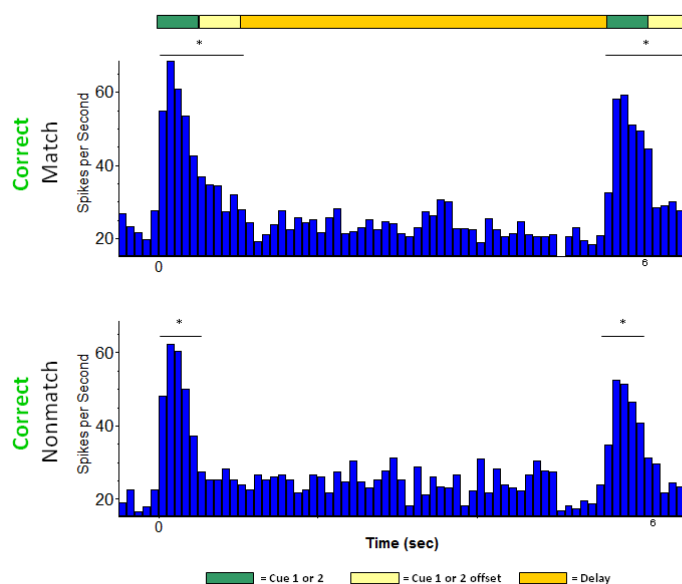 *
*
60
40
20
Correct
Match
Spikes per Second
0
6
*
*
60
40
20
Correct
Nonmatch
Spikes per Second
0
6
Time (sec)
= Cue 1 or 2
= Cue 1 or 2 offset
= Delay